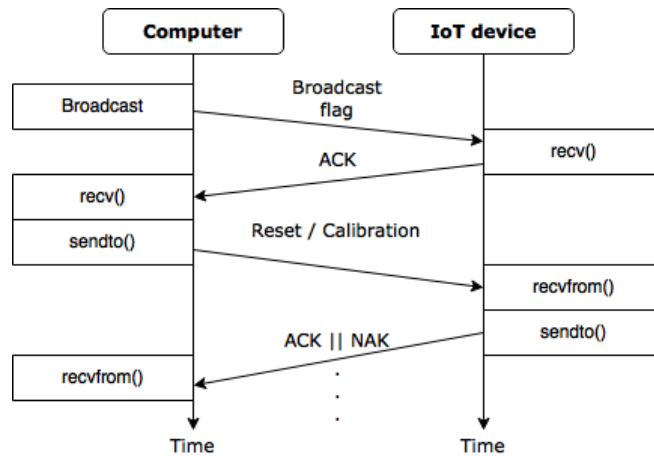 Computer
IoT device
Broadcast
Broadcast
flag
recv()
ACK
recv()
sendto()
Reset / Calibration
recvfrom()
sendto()
ACK || NAK
recvfrom()
.
.
.
Time
Time